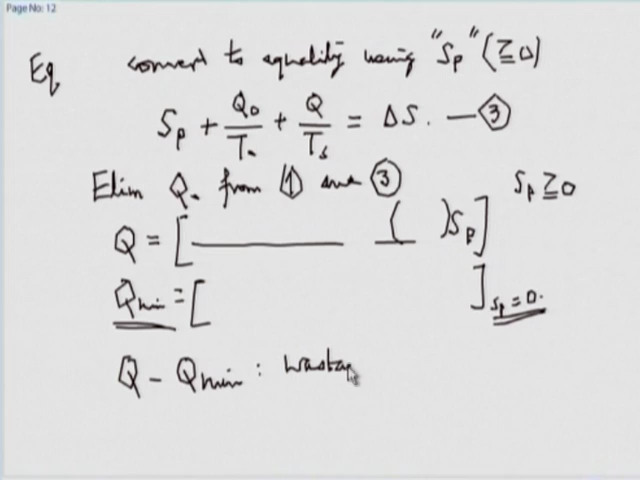 Page No: 12
Eq convert to equality using "Sp" (≥0)
Sp + Q₀/T₀ + Q/Ts = ΔS. — ③
Elim Q₀ from ① and ③ Sp ≥ 0
Q = [ ——— ( )Sp]
Qmin = [ ]Sp=0.
Q - Qmin : wasta